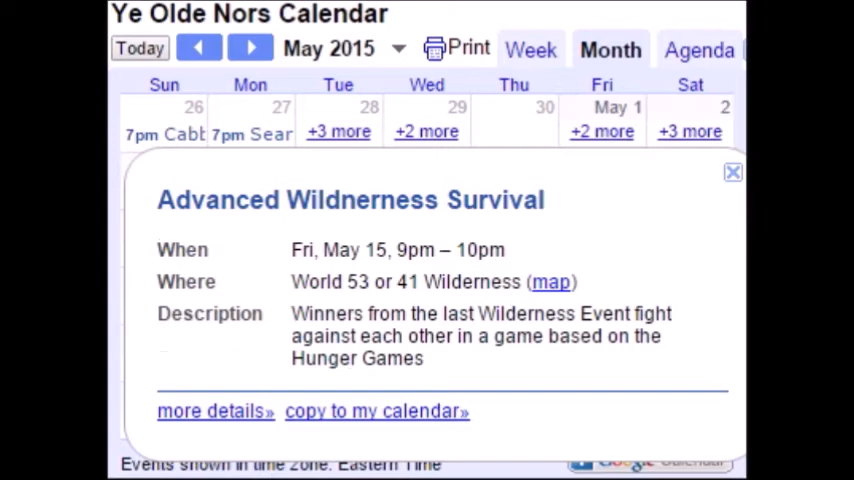 Ye Olde Nors Calendar
Today May 2015 Print Week Month Agenda
Sun Mon Tue Wed Thu Fri Sat
26 27 28 29 30 May 1 2
7pm Cabb 7pm Sear +3 more +2 more +2 more +3 more
Advanced Wildnerness Survival
When Fri, May 15, 9pm – 10pm
Where World 53 or 41 Wilderness (map)
Description Winners from the last Wilderness Event fight
against each other in a game based on the
Hunger Games
more details» copy to my calendar»
Events shown in time zone: Eastern Time Google Calendar